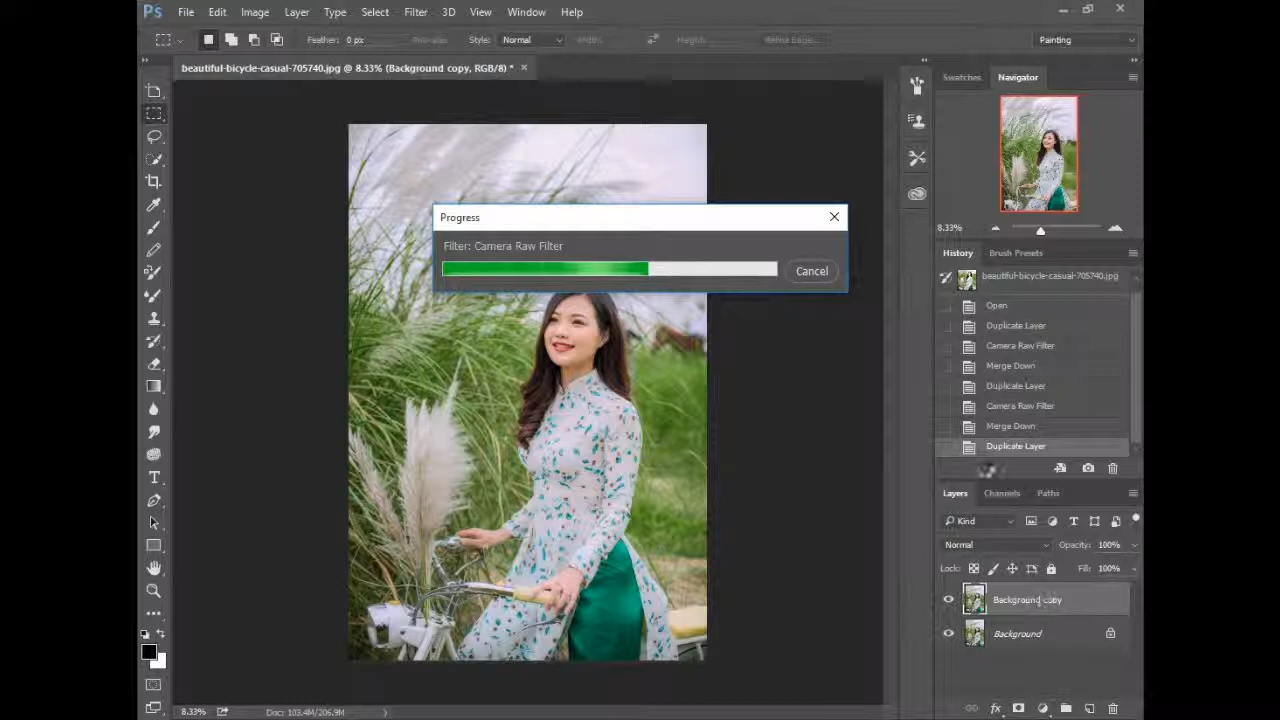 Ps File Edit Image Layer Type Select Filter 3D View Window Help
Feather: 0 px Style: Normal Width: Height: Refine Edge... Painting
beautiful-bicycle-casual-705740.jpg @ 8.33% (Background copy, RGB/8) *
Swatches Navigator
8.33%
Progress
Filter: Camera Raw Filter
Cancel
History Brush Presets
beautiful-bicycle-casual-705740.jpg
Open
Duplicate Layer
Camera Raw Filter
Merge Down
Duplicate Layer
Camera Raw Filter
Merge Down
Duplicate Layer
Layers Channels Paths
Kind
Normal Opacity: 100%
Lock: Fill: 100%
Background copy
Background
8.33% Doc: 103.4M/206.9M